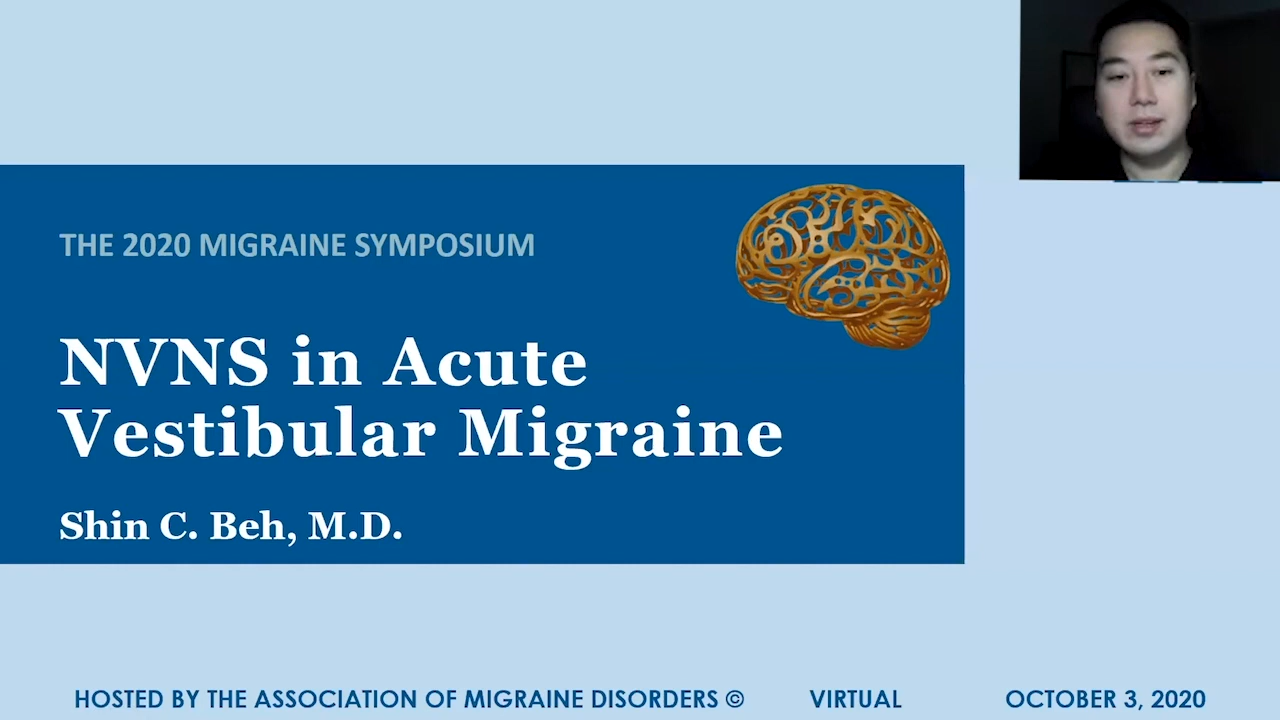 THE 2020 MIGRAINE SYMPOSIUM
NVNS in Acute
Vestibular Migraine
Shin C. Beh, M.D.
HOSTED BY THE ASSOCIATION OF MIGRAINE DISORDERS © VIRTUAL OCTOBER 3, 2020